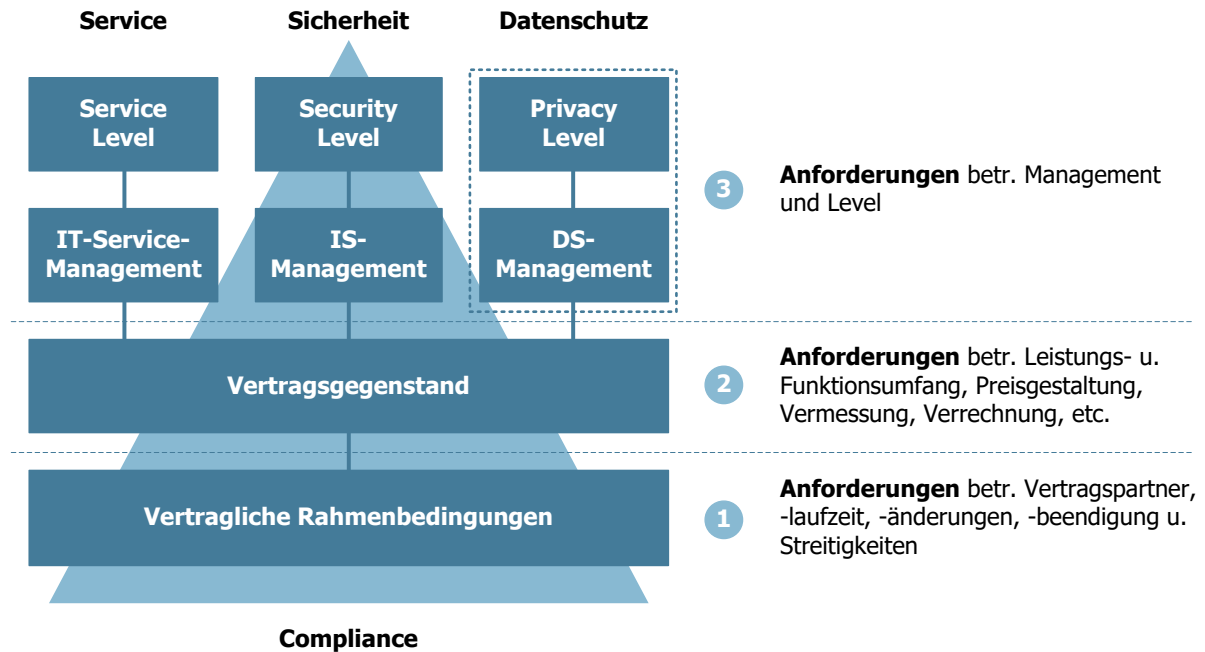 Service
Sicherheit
Datenschutz
Service
Level
Security
Level
Privacy
Level
IT-Service-
Management
IS-
Management
DS-
Management
3
Anforderungen betr. Management
und Level
Vertragsgegenstand
2
Anforderungen betr. Leistungs- u.
Funktionsumfang, Preisgestaltung,
Vermessung, Verrechnung, etc.
Vertragliche Rahmenbedingungen
1
Anforderungen betr. Vertragspartner,
-laufzeit, -änderungen, -beendigung u.
Streitigkeiten
Compliance